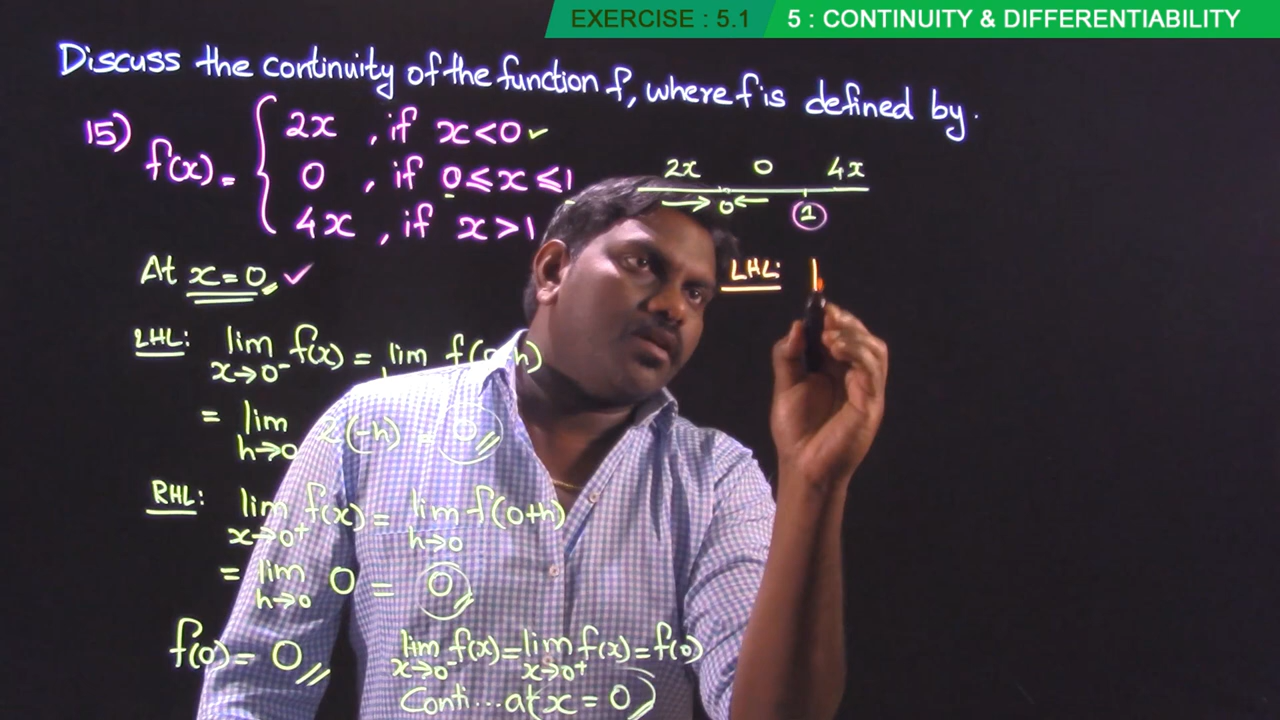 EXERCISE : 5.1
5 : CONTINUITY & DIFFERENTIABILITY
Discuss the continuity of the function f, where f is defined by.
15) f(x) = { 2x , if x<0 ✓
0 , if 0≤x≤1
4x , if x>1
2x 0 4x
→ 0 ← 1
At x=0, ✓
LHL:
LHL: lim x→0⁻ f(x) = lim f(0-h)
= lim h→0 2(-h) = 0
RHL: lim x→0⁺ f(x) = lim h→0 f(0+h)
= lim h→0 0 = 0
f(0) = 0
lim x→0⁻ f(x) = lim x→0⁺ f(x) = f(0)
Conti... at x = 0